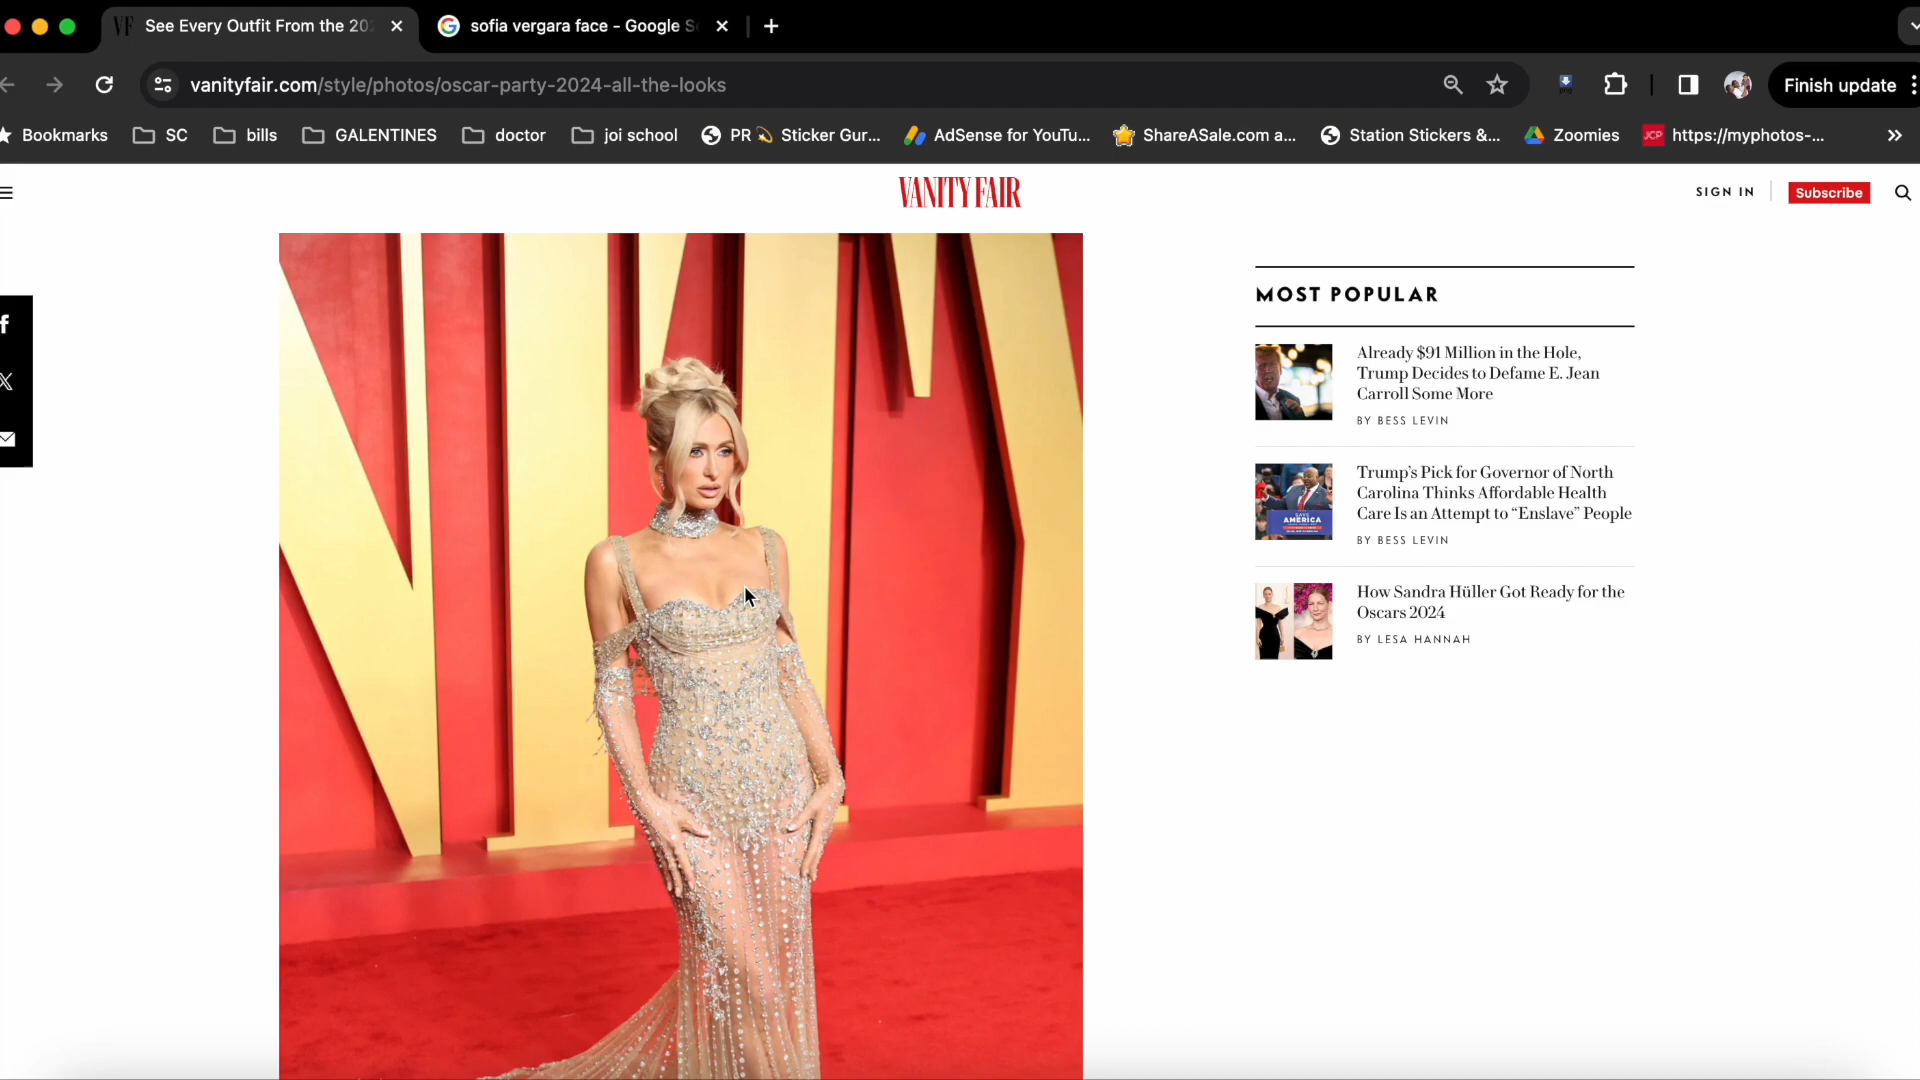 See Every Outfit From the 20
sofia vergara face - Google S
vanityfair.com/style/photos/oscar-party-2024-all-the-looks
Finish update
Bookmarks
SC
bills
GALENTINES
doctor
joi school
PR 💫 Sticker Gur...
AdSense for YouTu...
ShareASale.com a...
Station Stickers &...
Zoomies
JCP
https://myphotos-...
VANITY FAIR
SIGN IN
Subscribe
MOST POPULAR
Already $91 Million in the Hole,
Trump Decides to Defame E. Jean
Carroll Some More
BY BESS LEVIN
Trump's Pick for Governor of North
Carolina Thinks Affordable Health
Care Is an Attempt to “Enslave” People
BY BESS LEVIN
SAVE
AMERICA
How Sandra Hüller Got Ready for the
Oscars 2024
BY LESA HANNAH